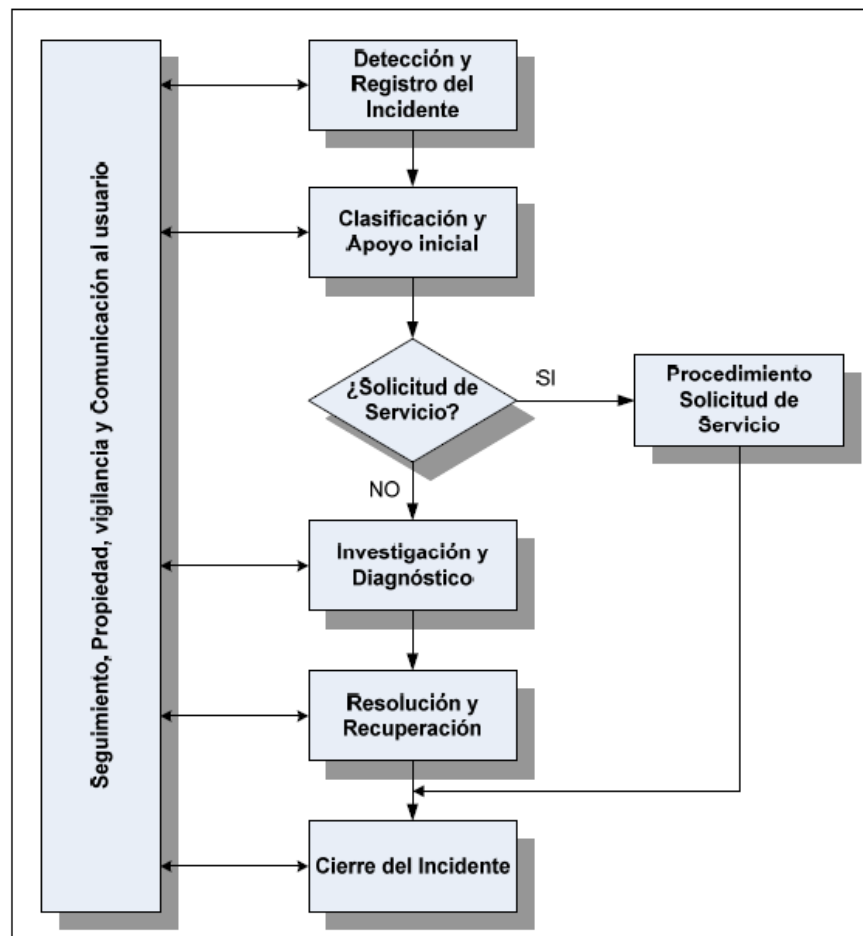 Seguimiento, Propiedad, vigilancia y Comunicación al usuario
Detección y
Registro del
Incidente
Clasificación y
Apoyo inicial
¿Solicitud de
Servicio?
SI
Procedimiento
Solicitud de
Servicio
NO
Investigación y
Diagnóstico
Resolución y
Recuperación
Cierre del Incidente